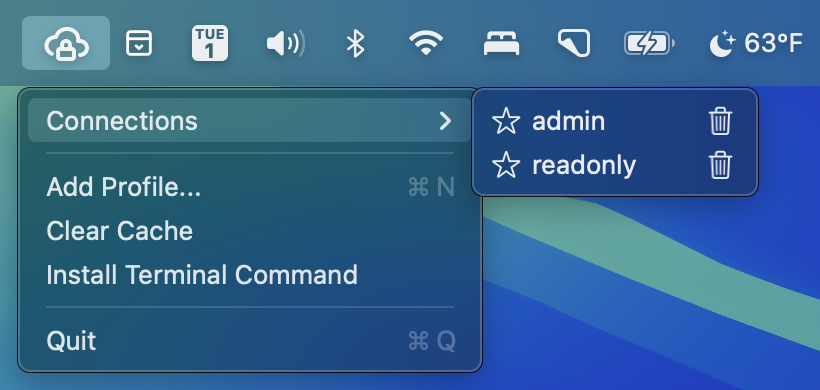 TUE
1
63°F
Connections
admin
readonly
Add Profile... ⌘ N
Clear Cache
Install Terminal Command
Quit ⌘ Q